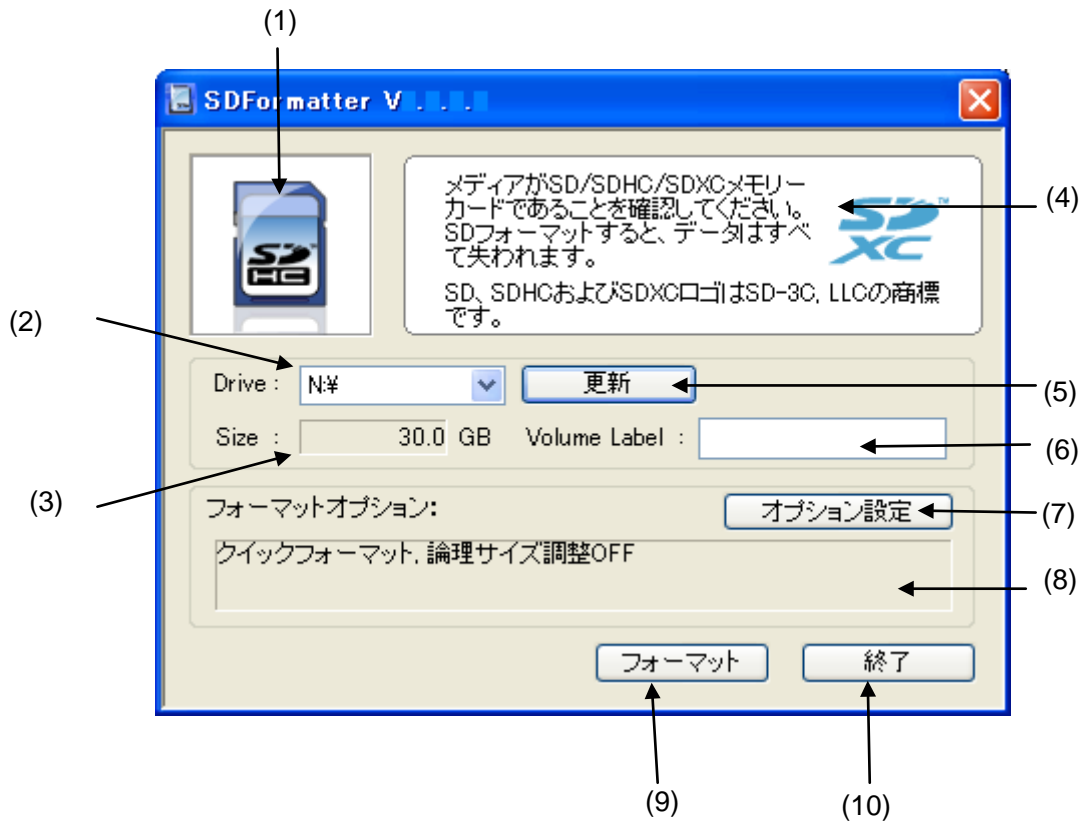 (1)
SDFormatter V . . .
メディアがSD/SDHC/SDXCメモリー
カードであることを確認してください。
SDフォーマットすると、データはすべ
て失われます。
SD、SDHCおよびSDXCロゴはSD-3C, LLCの商標
です。
SD
HC
SD™
XC
(4)
(2)
Drive : N:¥ 更新
(5)
Size : 30.0 GB Volume Label :
(6)
(3)
フォーマットオプション: オプション設定
(7)
クイックフォーマット, 論理サイズ調整OFF
(8)
フォーマット 終了
(9) (10)